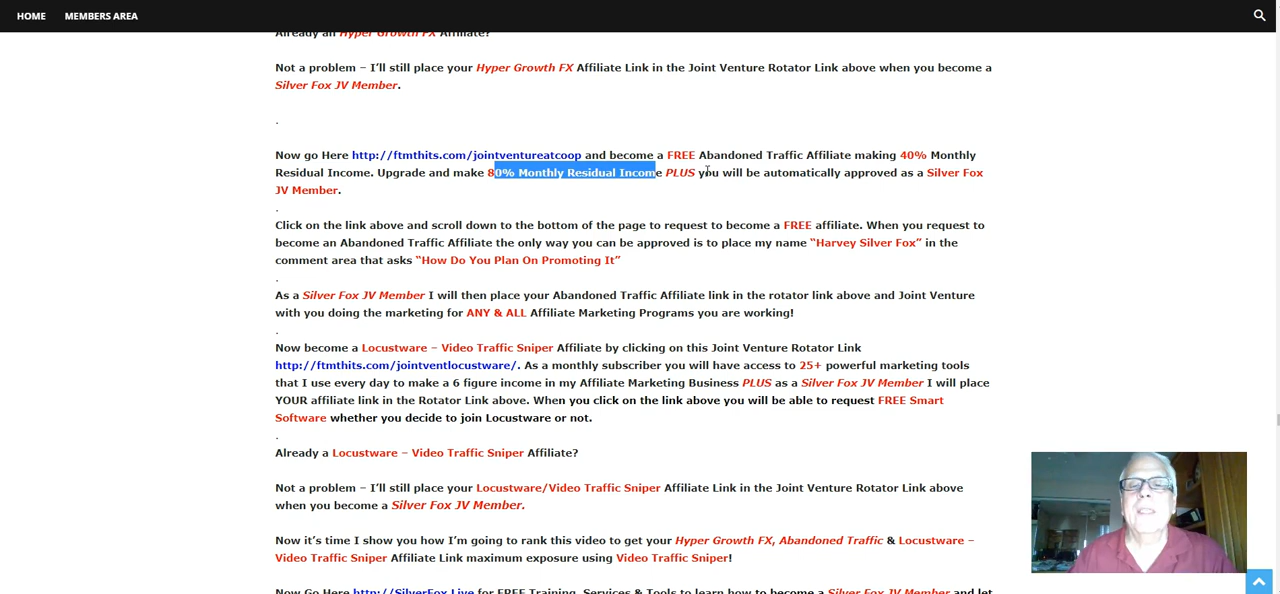 HOME MEMBERS AREA
Already an Hyper Growth FX Affiliate?
Not a problem – I’ll still place your Hyper Growth FX Affiliate Link in the Joint Venture Rotator Link above when you become a
Silver Fox JV Member.
.
Now go Here http://ftmthits.com/jointventureatcoop and become a FREE Abandoned Traffic Affiliate making 40% Monthly
Residual Income. Upgrade and make 80% Monthly Residual Income PLUS you will be automatically approved as a Silver Fox
JV Member.
.
Click on the link above and scroll down to the bottom of the page to request to become a FREE affiliate. When you request to
become an Abandoned Traffic Affiliate the only way you can be approved is to place my name “Harvey Silver Fox” in the
comment area that asks “How Do You Plan On Promoting It”
.
As a Silver Fox JV Member I will then place your Abandoned Traffic Affiliate link in the rotator link above and Joint Venture
with you doing the marketing for ANY & ALL Affiliate Marketing Programs you are working!
.
Now become a Locustware – Video Traffic Sniper Affiliate by clicking on this Joint Venture Rotator Link
http://ftmthits.com/jointventlocustware/. As a monthly subscriber you will have access to 25+ powerful marketing tools
that I use every day to make a 6 figure income in my Affiliate Marketing Business PLUS as a Silver Fox JV Member I will place
YOUR affiliate link in the Rotator Link above. When you click on the link above you will be able to request FREE Smart
Software whether you decide to join Locustware or not.
.
Already a Locustware – Video Traffic Sniper Affiliate?
Not a problem – I’ll still place your Locustware/Video Traffic Sniper Affiliate Link in the Joint Venture Rotator Link above
when you become a Silver Fox JV Member.
Now it’s time I show you how I’m going to rank this video to get your Hyper Growth FX, Abandoned Traffic & Locustware –
Video Traffic Sniper Affiliate Link maximum exposure using Video Traffic Sniper!
Now Go Here http://SilverFox.Live for FREE Training, Services & Tools to learn how to become a Silver Fox JV Member and let